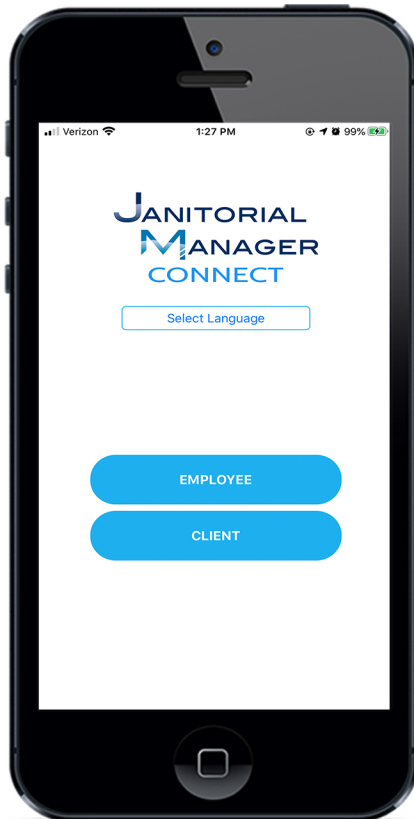 Verizon 1:27 PM 99%
JANITORIAL
MANAGER
CONNECT
Select Language
EMPLOYEE
CLIENT